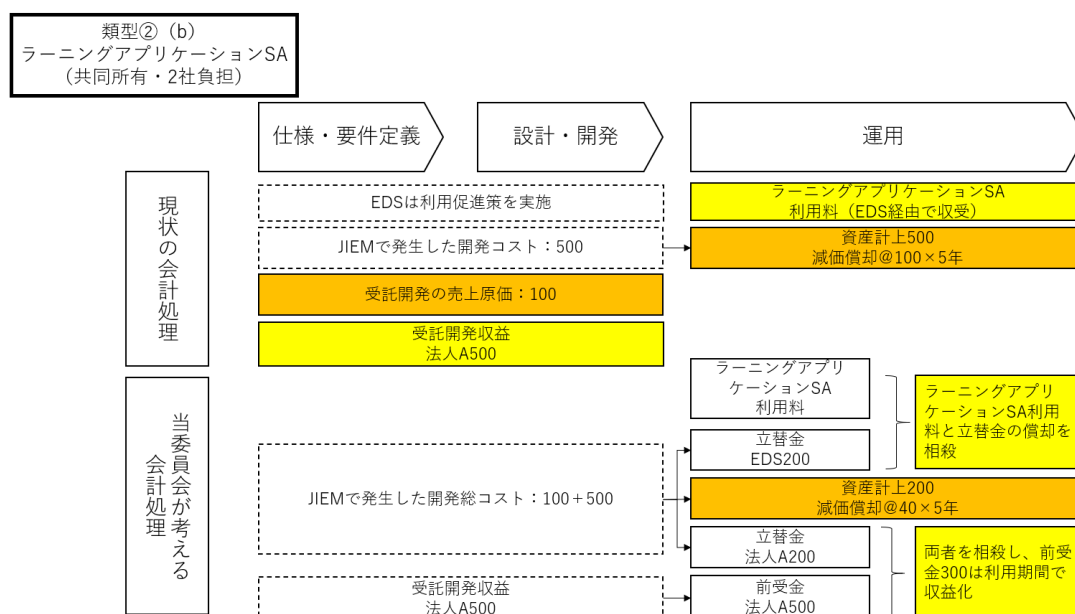 類型②（b）
ラーニングアプリケーションSA
（共同所有・2社負担）
仕様・要件定義
設計・開発
運用
現状の会計処理
EDSは利用促進策を実施
ラーニングアプリケーションSA
利用料（EDS経由で収受）
JIEMで発生した開発コスト：500
資産計上500
減価償却@100×5年
受託開発の売上原価：100
受託開発収益
法人A500
当委員会が考える
会計処理
ラーニングアプリ
ケーションSA
利用料
ラーニングアプリ
ケーションSA利用
料と立替金の償却を
相殺
立替金
EDS200
JIEMで発生した開発総コスト：100＋500
資産計上200
減価償却@40×5年
立替金
法人A200
両者を相殺し、前受
金300は利用期間で
収益化
受託開発収益
法人A500
前受金
法人A500